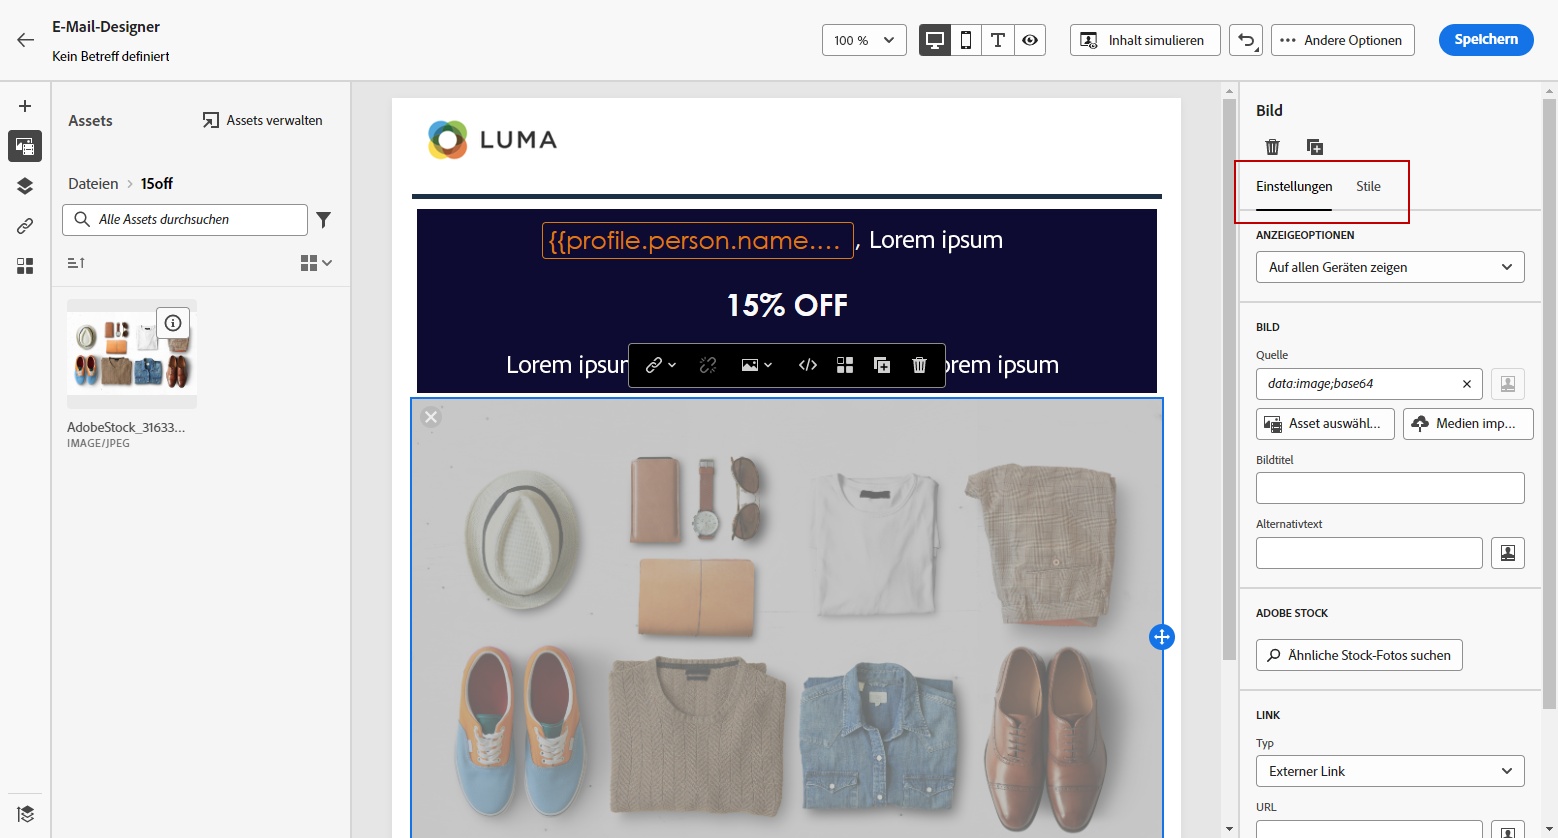 E-Mail-Designer
Kein Betreff definiert
100 %
Inhalt simulieren
Andere Optionen
Speichern
Assets
Assets verwalten
Dateien > 15off
Alle Assets durchsuchen
AdobeStock_31633...
IMAGE/JPEG
LUMA
{{profile.person.name.... , Lorem ipsum
15% OFF
Lorem ipsum
orem ipsum
Bild
Einstellungen
Stile
ANZEIGEOPTIONEN
Auf allen Geräten zeigen
BILD
Quelle
data:image;base64
Asset auswähl...
Medien imp...
Bildtitel
Alternativtext
ADOBE STOCK
Ähnliche Stock-Fotos suchen
LINK
Typ
Externer Link
URL